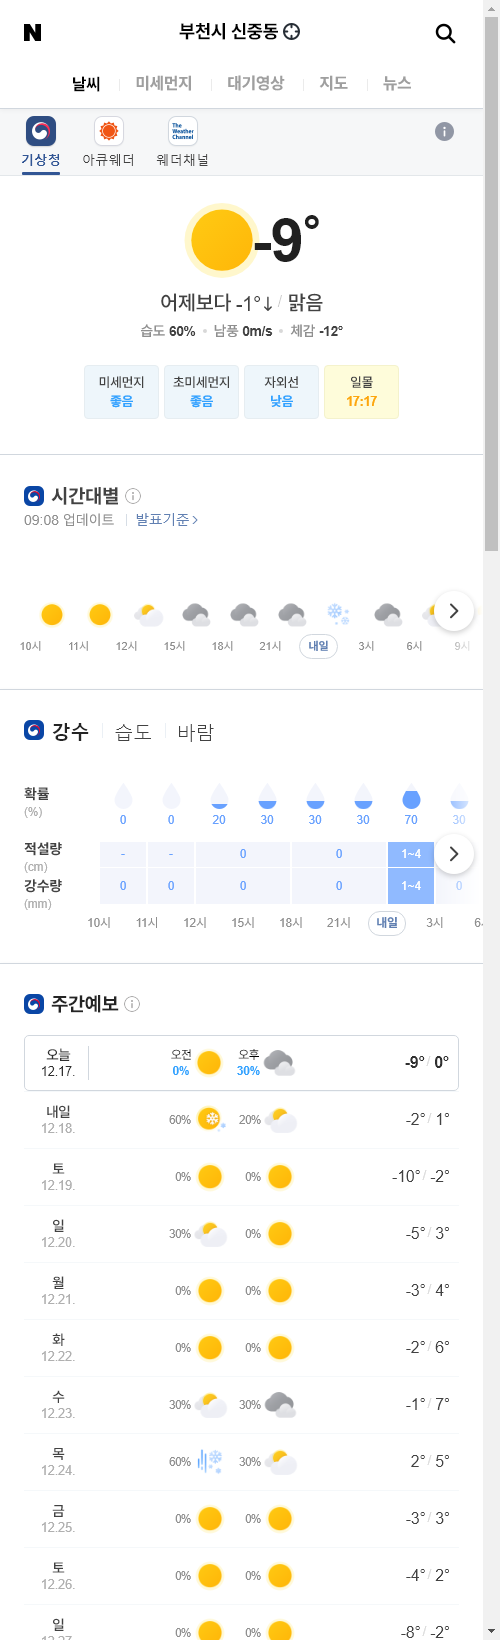 N
부천시 신중동
날씨 미세먼지 대기영상 지도 뉴스
The Weather Channel
기상청 아큐웨더 웨더채널
-9°
어제보다 -1°↓ / 맑음
습도 60% 남풍 0m/s 체감 -12°
미세먼지 초미세먼지 자외선 일몰
좋음 좋음 낮음 17:17
시간대별
09:08 업데이트 발표기준
10시 11시 12시 15시 18시 21시 내일 3시 6시 9시
강수 습도 바람
확률
(%)
0 0 20 30 30 30 70 30
적설량
(cm)
- - 0 0 1~4
강수량
(mm)
0 0 0 0 1~4 0
10시 11시 12시 15시 18시 21시 내일 3시
주간예보
오늘 12.17. 오전 0% 오후 30% -9° / 0°
내일 12.18. 60% 20% -2° / 1°
토 12.19. 0% 0% -10° / -2°
일 12.20. 30% 0% -5° / 3°
월 12.21. 0% 0% -3° / 4°
화 12.22. 0% 0% -2° / 6°
수 12.23. 30% 30% -1° / 7°
목 12.24. 60% 30% 2° / 5°
금 12.25. 0% 0% -3° / 3°
토 12.26. 0% 0% -4° / 2°
일 0% 0% -8° / -2°